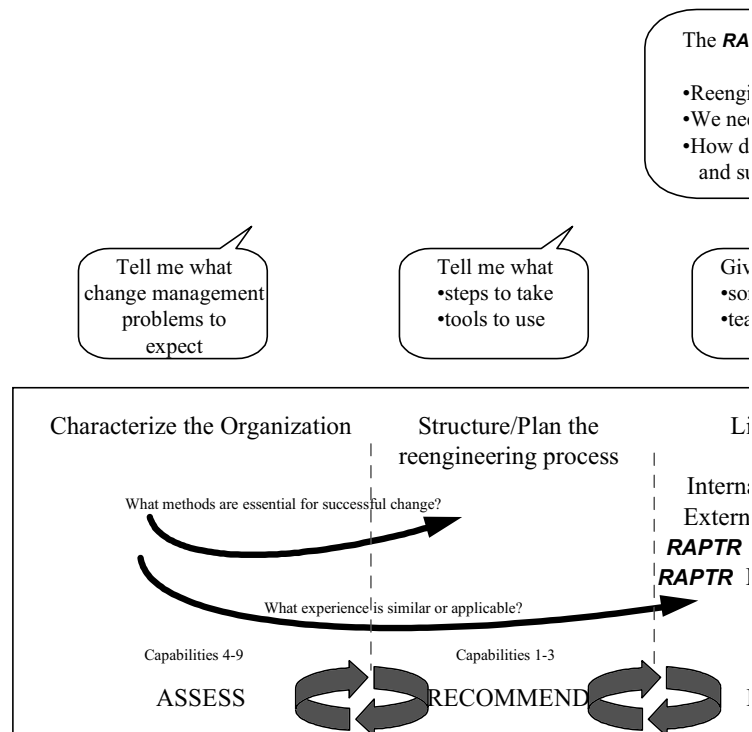 The RA
•Reengi
•We nee
•How d
and su
Tell me what
change management
problems to
expect
Tell me what
•steps to take
•tools to use
Giv
•so
•tea
Characterize the Organization
Structure/Plan the
reengineering process
Li
What methods are essential for successful change?
Interna
Extern
RAPTR
RAPTR
What experience is similar or applicable?
Capabilities 4-9
Capabilities 1-3
ASSESS
RECOMMEND